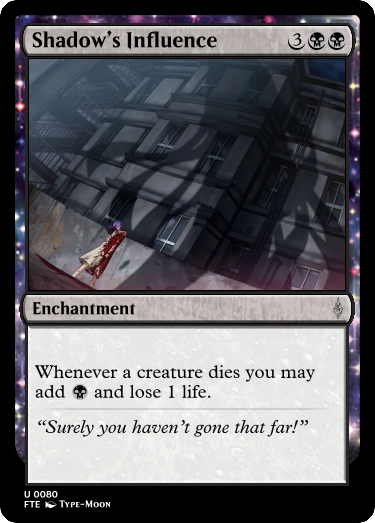 Shadow's Influence 3
Enchantment
Whenever a creature dies you may
add and lose 1 life.
“Surely you haven't gone that far!”
U 0080
FTE Type-Moon